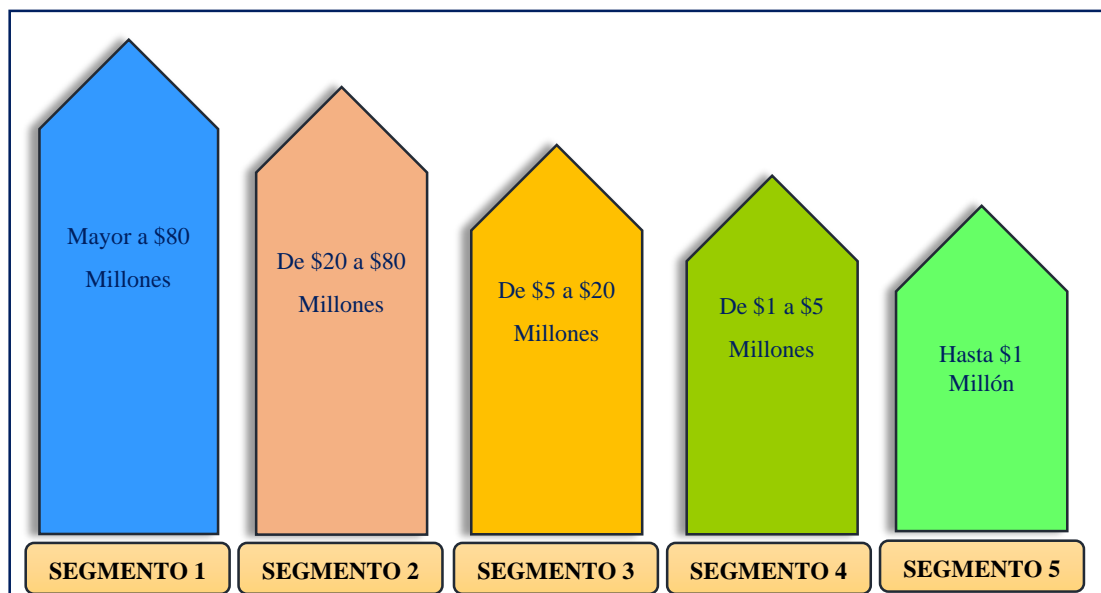 Mayor a $80
Millones
De $20 a $80
Millones
De $5 a $20
Millones
De $1 a $5
Millones
Hasta $1
Millón
SEGMENTO 1
SEGMENTO 2
SEGMENTO 3
SEGMENTO 4
SEGMENTO 5